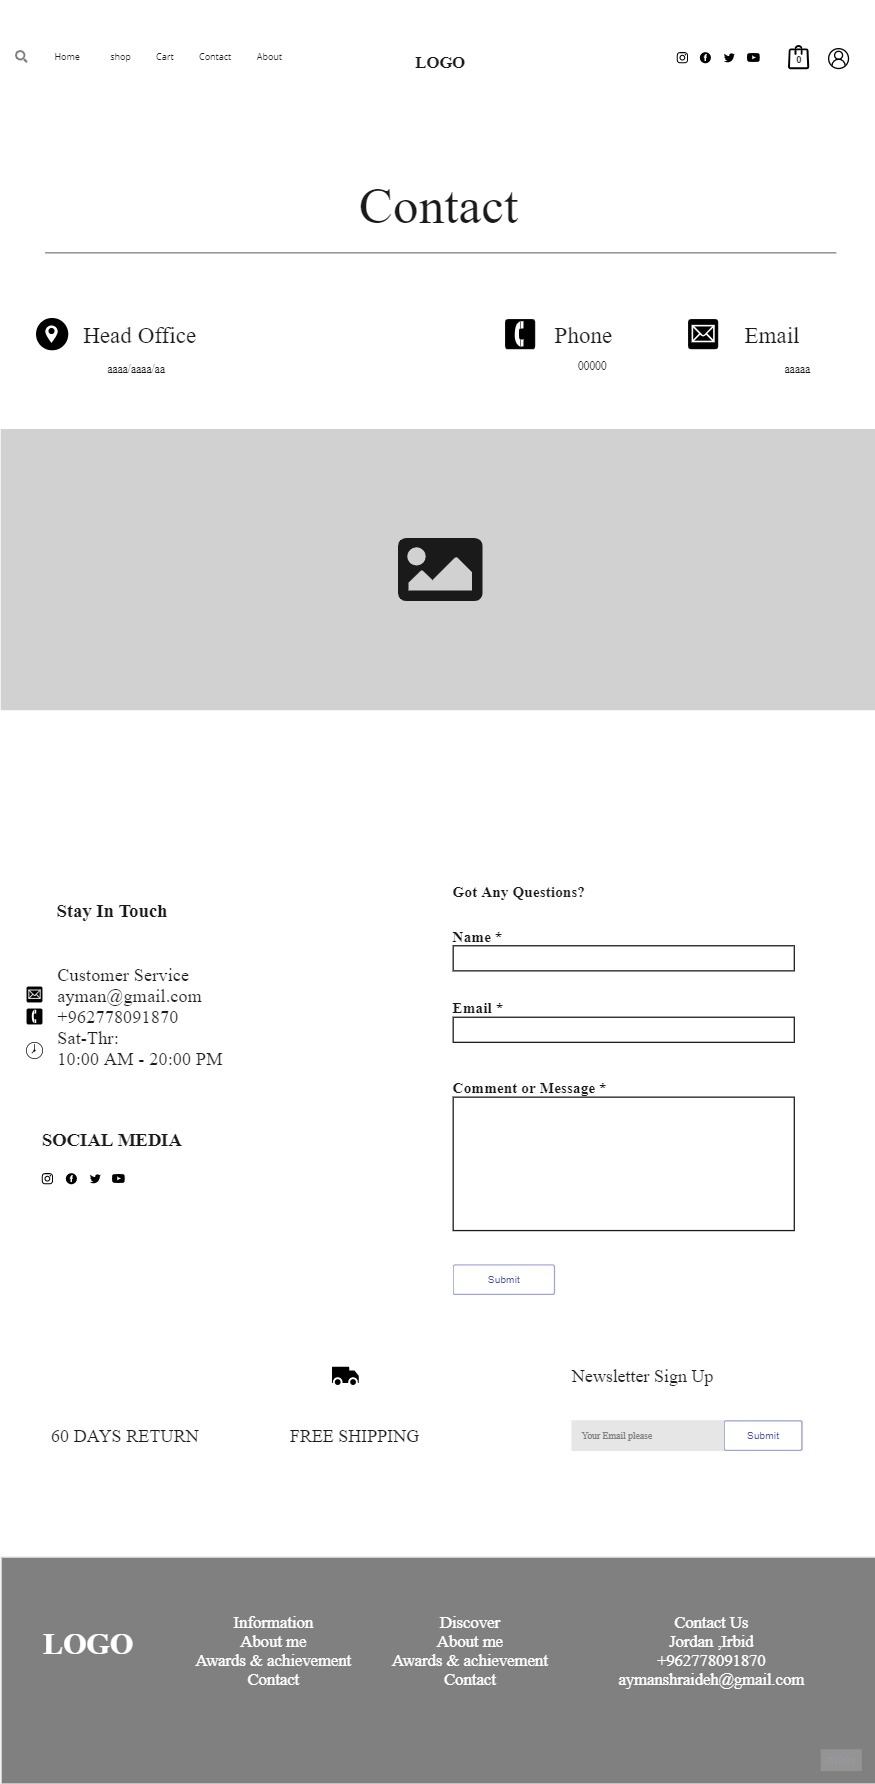 Home shop Cart Contact About
LOGO
0
Contact
Head Office
aaaa/aaaa/aa
Phone
00000
Email
aaaaa
Stay In Touch
Customer Service
ayman@gmail.com
+962778091870
Sat-Thr:
10:00 AM - 20:00 PM
SOCIAL MEDIA
Got Any Questions?
Name *
Email *
Comment or Message *
Submit
60 DAYS RETURN
FREE SHIPPING
Newsletter Sign Up
Your Email please
Submit
LOGO
Information
About me
Awards & achievement
Contact
Discover
About me
Awards & achievement
Contact
Contact Us
Jordan ,Irbid
+962778091870
aymanshraideh@gmail.com